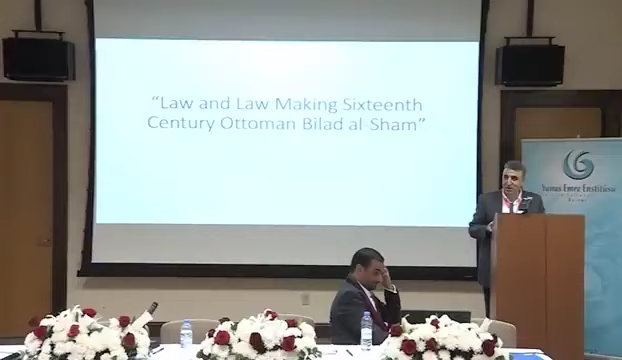 “Law and Law Making Sixteenth
Century Ottoman Bilad al-Sham”
Yunus Emre Enstitüsü